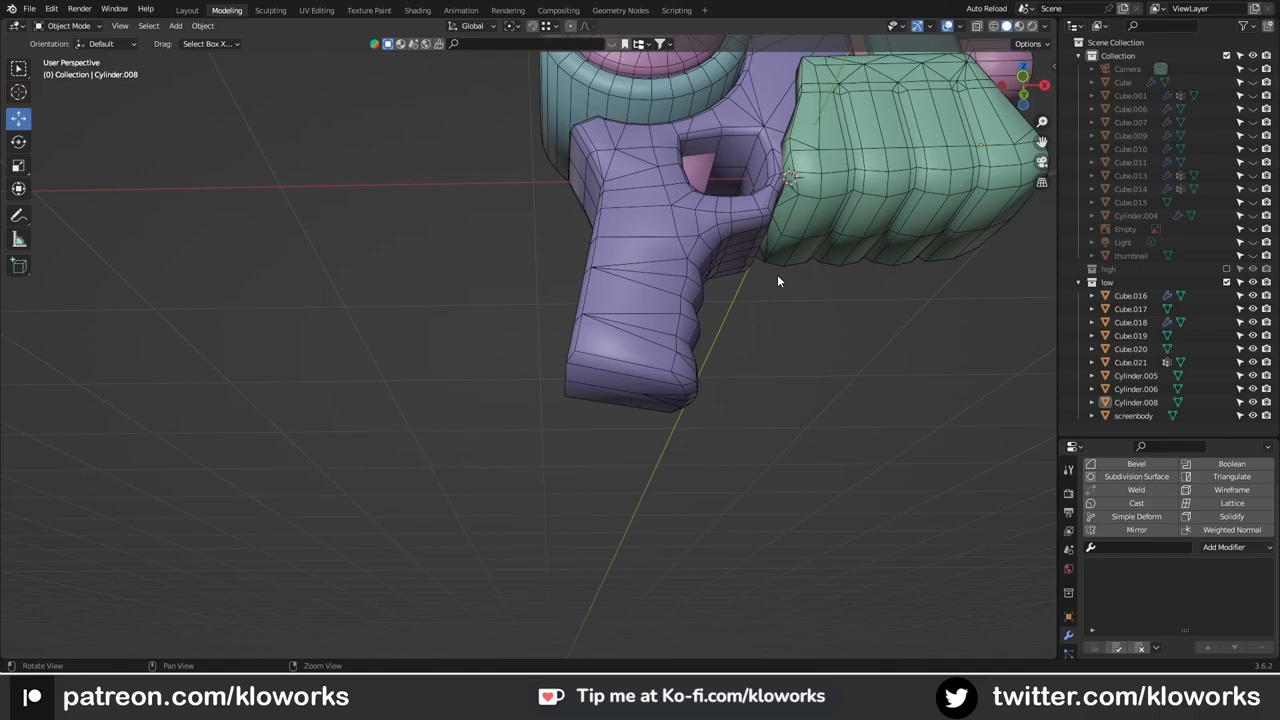 File Edit Render Window Help Layout Modeling Sculpting UV Editing Texture Paint Shading Animation Rendering Compositing Geometry Nodes Scripting + Auto Reload Scene ViewLayer
Object Mode View Select Add Object Global
Orientation: Default Drag: Select Box X... Options
User Perspective
(0) Collection | Cylinder.008
Scene Collection
Collection
Camera
Cube
Cube.001
Cube.006
Cube.007
Cube.009
Cube.010
Cube.011
Cube.013
Cube.014
Cube.015
Cylinder.004
Empty
Light
thumbnail
high
low
Cube.016
Cube.017
Cube.018
Cube.019
Cube.020
Cube.021
Cylinder.005
Cylinder.006
Cylinder.008
screenbody
Bevel Boolean
Subdivision Surface Triangulate
Weld Wireframe
Cast Lattice
Simple Deform Solidify
Mirror Weighted Normal
Add Modifier
Rotate View Pan View Zoom View 3.6.2
patreon.com/kloworks Tip me at Ko-fi.com/kloworks twitter.com/kloworks